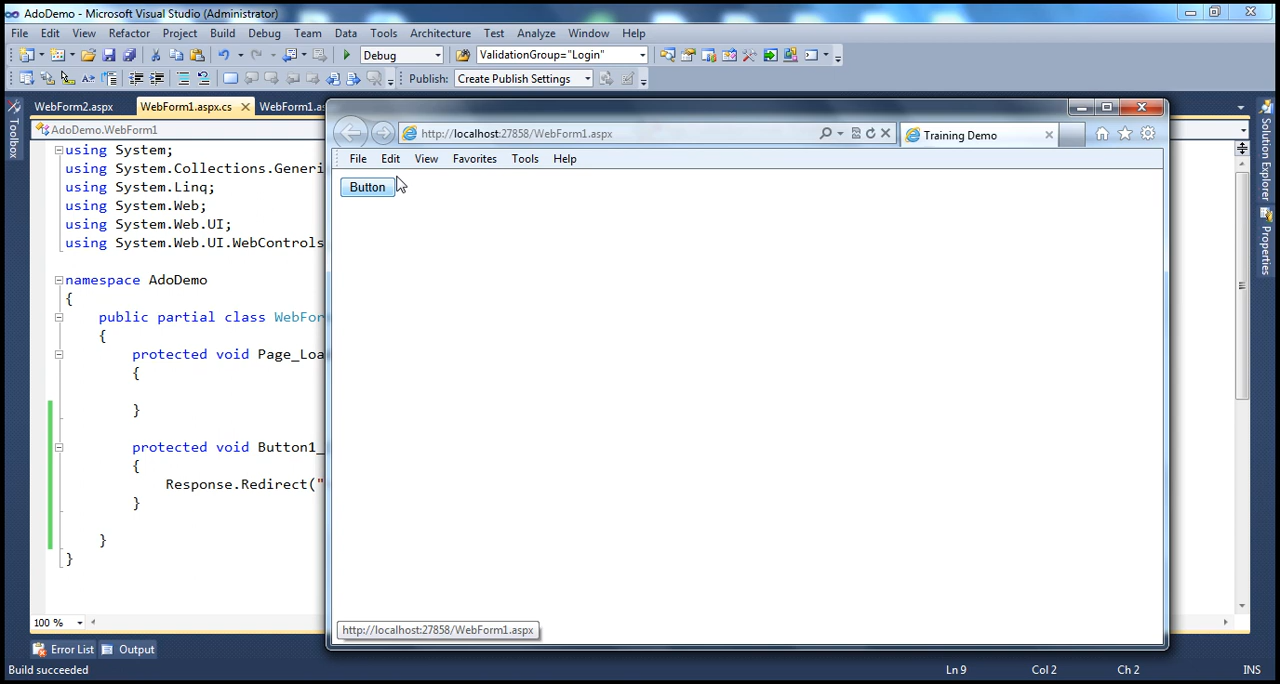 AdoDemo - Microsoft Visual Studio (Administrator)
File Edit View Refactor Project Build Debug Team Data Tools Architecture Test Analyze Window Help
Debug ValidationGroup="Login"
Publish: Create Publish Settings
WebForm2.aspx WebForm1.aspx.cs WebForm1.as
AdoDemo.WebForm1
Toolbox
using System;
using System.Collections.Generi
using System.Linq;
using System.Web;
using System.Web.UI;
using System.Web.UI.WebControls
namespace AdoDemo
{
public partial class WebFor
{
protected void Page_Loa
{
}
protected void Button1_
{
Response.Redirect("
}
}
}
100 %
http://localhost:27858/WebForm1.aspx Training Demo
File Edit View Favorites Tools Help
Button
http://localhost:27858/WebForm1.aspx
Solution Explorer
Properties
Error List Output
Build succeeded Ln 9 Col 2 Ch 2 INS